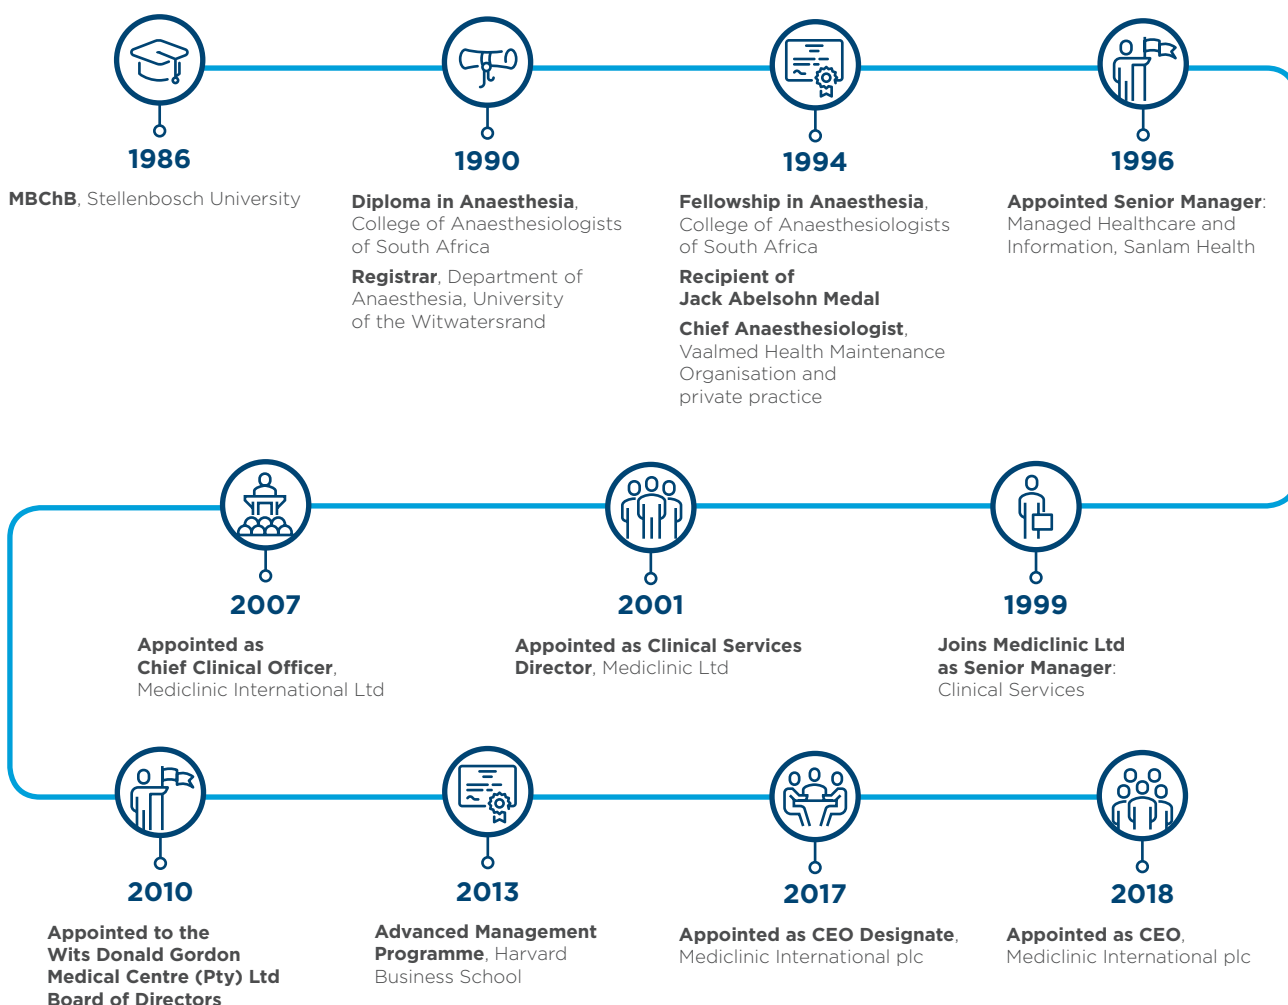 1986
MBChB, Stellenbosch University
1990
Diploma in Anaesthesia,
College of Anaesthesiologists
of South Africa
Registrar, Department of
Anaesthesia, University
of the Witwatersrand
1994
Fellowship in Anaesthesia,
College of Anaesthesiologists
of South Africa
Recipient of
Jack Abelsohn Medal
Chief Anaesthesiologist,
Vaalmed Health Maintenance
Organisation and
private practice
1996
Appointed Senior Manager:
Managed Healthcare and
Information, Sanlam Health
1999
Joins Mediclinic Ltd
as Senior Manager:
Clinical Services
2001
Appointed as Clinical Services
Director, Mediclinic Ltd
2007
Appointed as
Chief Clinical Officer,
Mediclinic International Ltd
2010
Appointed to the
Wits Donald Gordon
Medical Centre (Pty) Ltd
Board of Directors
2013
Advanced Management
Programme, Harvard
Business School
2017
Appointed as CEO Designate,
Mediclinic International plc
2018
Appointed as CEO,
Mediclinic International plc